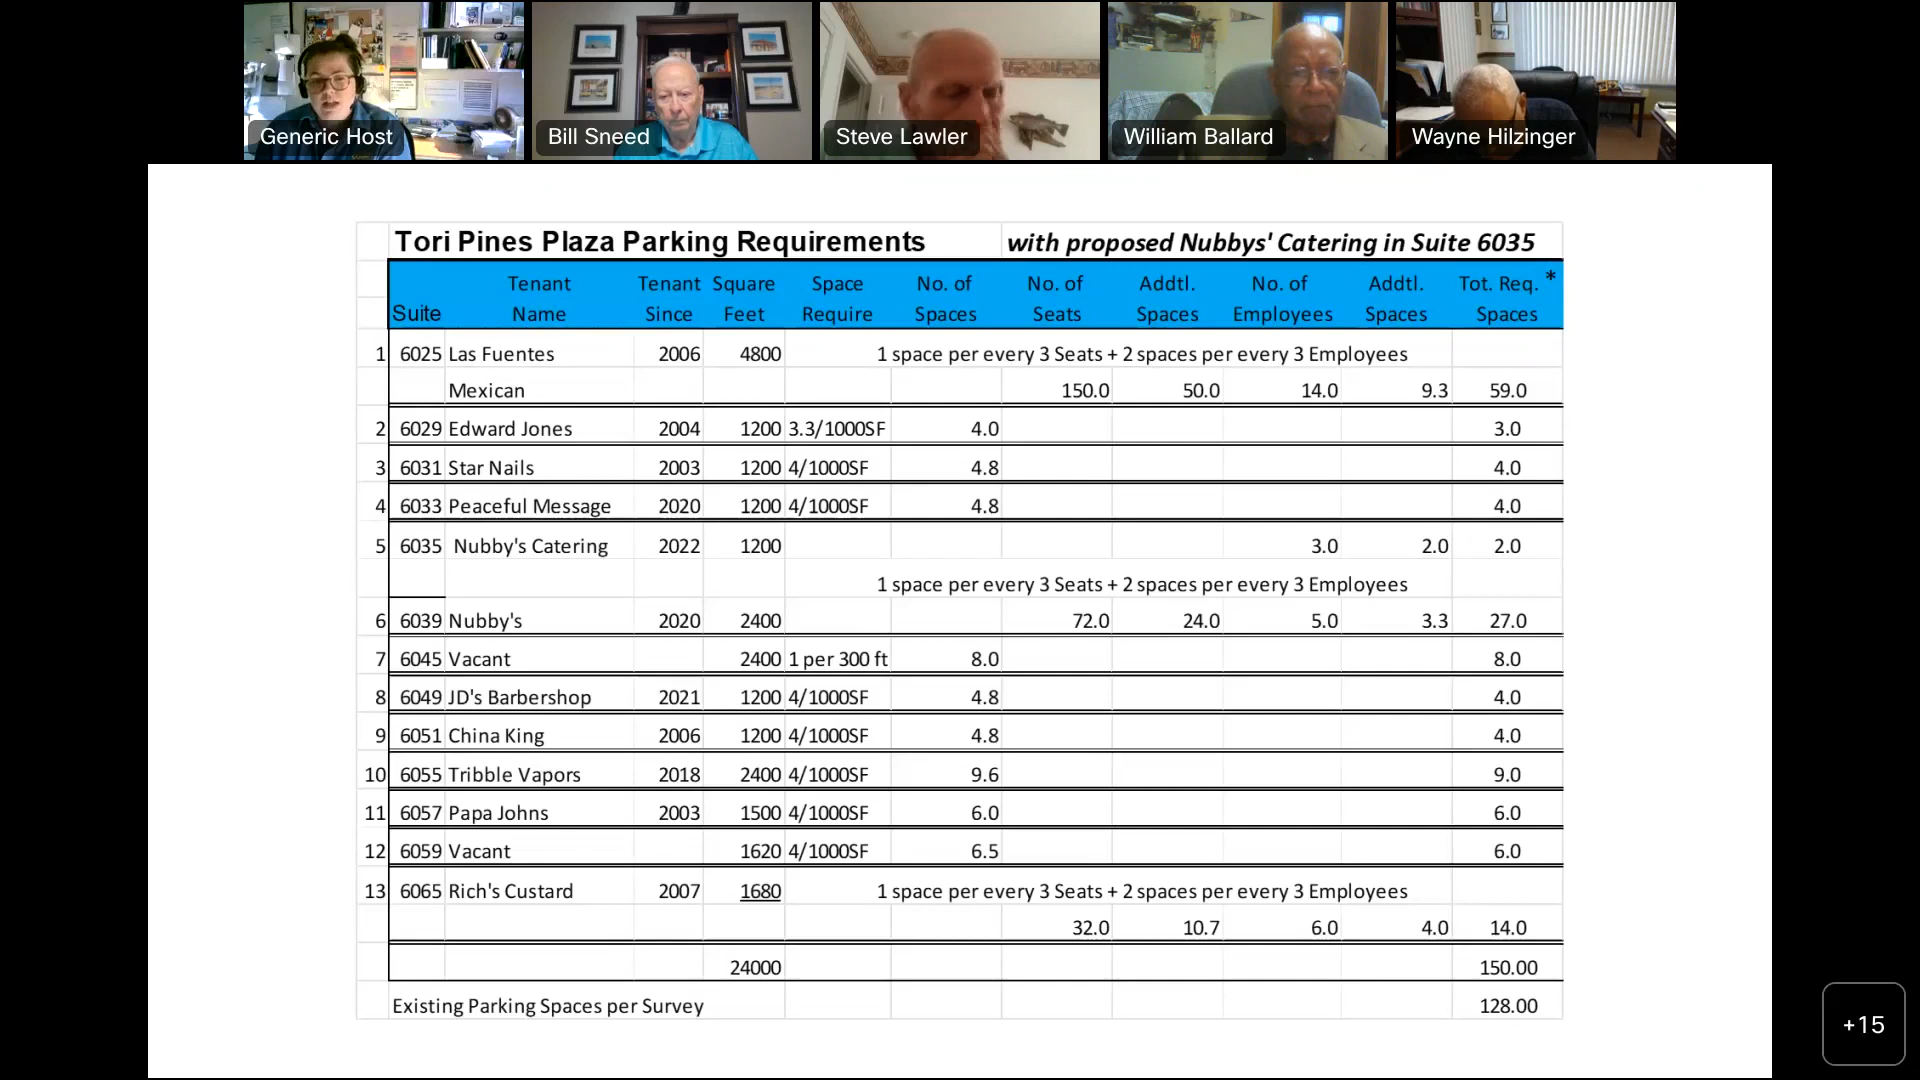 Generic Host
Bill Sneed
Steve Lawler
William Ballard
Wayne Hilzinger
Tori Pines Plaza Parking Requirements with proposed Nubbys' Catering in Suite 6035
Tenant Tenant Square Space No. of No. of Addtl. No. of Addtl. Tot. Req. *
Suite Name Since Feet Require Spaces Seats Spaces Employees Spaces Spaces
1 6025 Las Fuentes 2006 4800 1 space per every 3 Seats + 2 spaces per every 3 Employees
Mexican 150.0 50.0 14.0 9.3 59.0
2 6029 Edward Jones 2004 1200 3.3/1000SF 4.0 3.0
3 6031 Star Nails 2003 1200 4/1000SF 4.8 4.0
4 6033 Peaceful Message 2020 1200 4/1000SF 4.8 4.0
5 6035 Nubby's Catering 2022 1200 3.0 2.0 2.0
1 space per every 3 Seats + 2 spaces per every 3 Employees
6 6039 Nubby's 2020 2400 72.0 24.0 5.0 3.3 27.0
7 6045 Vacant 2400 1 per 300 ft 8.0 8.0
8 6049 JD's Barbershop 2021 1200 4/1000SF 4.8 4.0
9 6051 China King 2006 1200 4/1000SF 4.8 4.0
10 6055 Tribble Vapors 2018 2400 4/1000SF 9.6 9.0
11 6057 Papa Johns 2003 1500 4/1000SF 6.0 6.0
12 6059 Vacant 1620 4/1000SF 6.5 6.0
13 6065 Rich's Custard 2007 1680 1 space per every 3 Seats + 2 spaces per every 3 Employees
32.0 10.7 6.0 4.0 14.0
24000 150.00
Existing Parking Spaces per Survey 128.00
+15